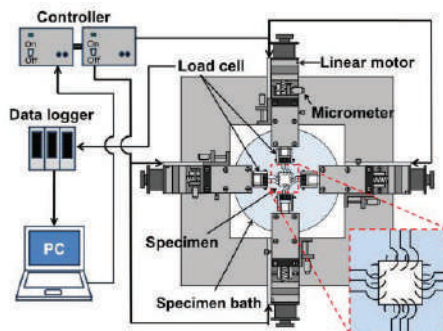 Controller
On
Off
On
Off
Load cell
Linear motor
Micrometer
Data logger
PC
Specimen
Specimen bath